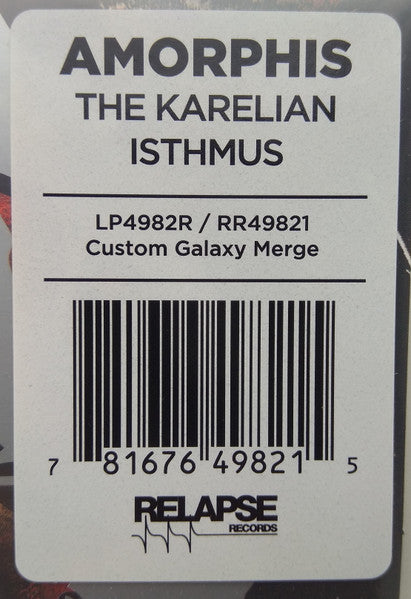 AMORPHIS
THE KARELIAN
ISTHMUS
LP4982R / RR49821
Custom Galaxy Merge
7 81676 49821 5
RELAPSE
RECORDS